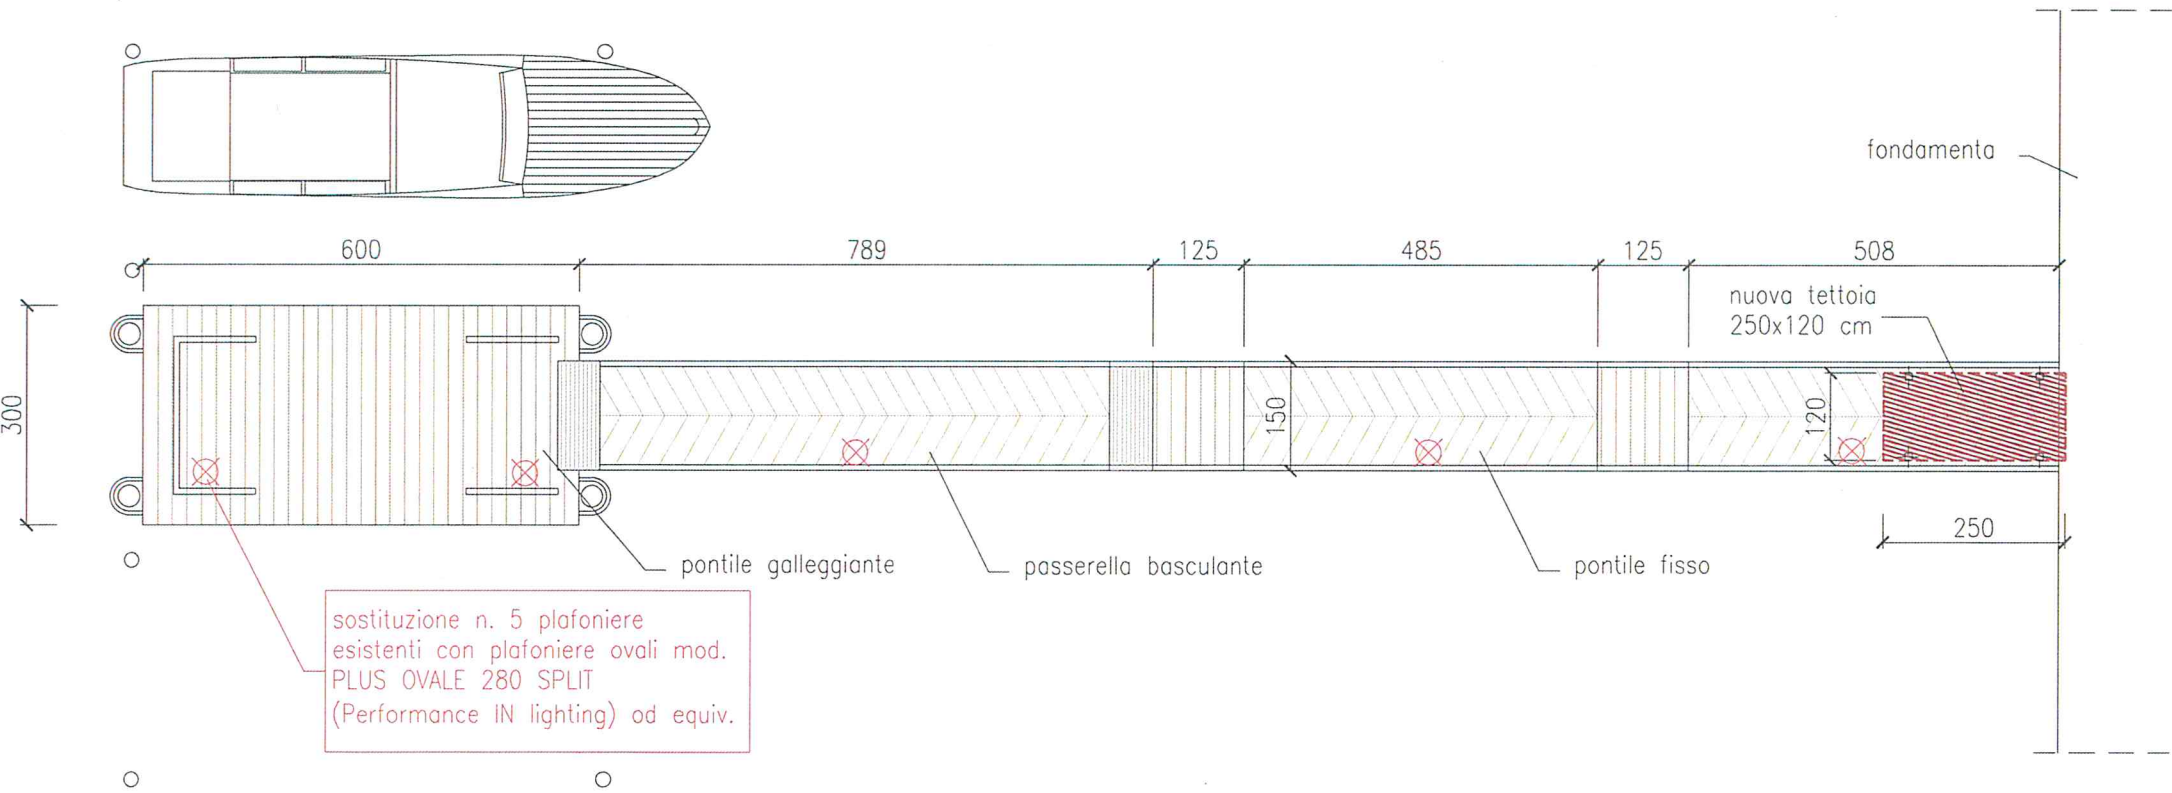 fondamenta
600
789
125
485
125
508
nuova tettoia
250x120 cm
300
150
120
250
pontile galleggiante
passerella basculante
pontile fisso
sostituzione n. 5 plafoniere
esistenti con plafoniere ovali mod.
PLUS OVALE 280 SPLIT
(Performance IN lighting) od equiv.